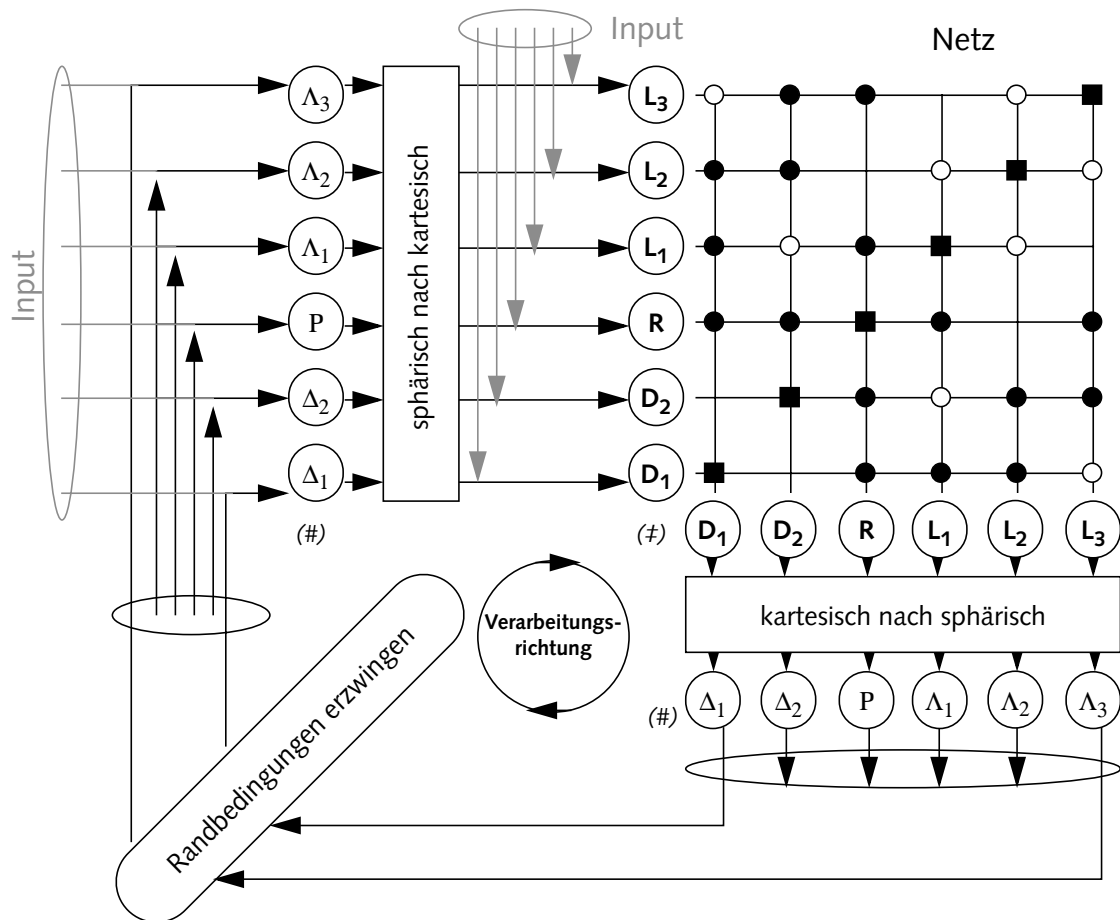 Input
Netz
Input
Λ3
Λ2
Λ1
P
Δ2
Δ1
(#)
sphärisch nach kartesisch
L3
L2
L1
R
D2
D1
(‡)
D1 D2 R L1 L2 L3
kartesisch nach sphärisch
(#) Δ1 Δ2 P Λ1 Λ2 Λ3
Verarbeitungs-
richtung
Randbedingungen erzwingen